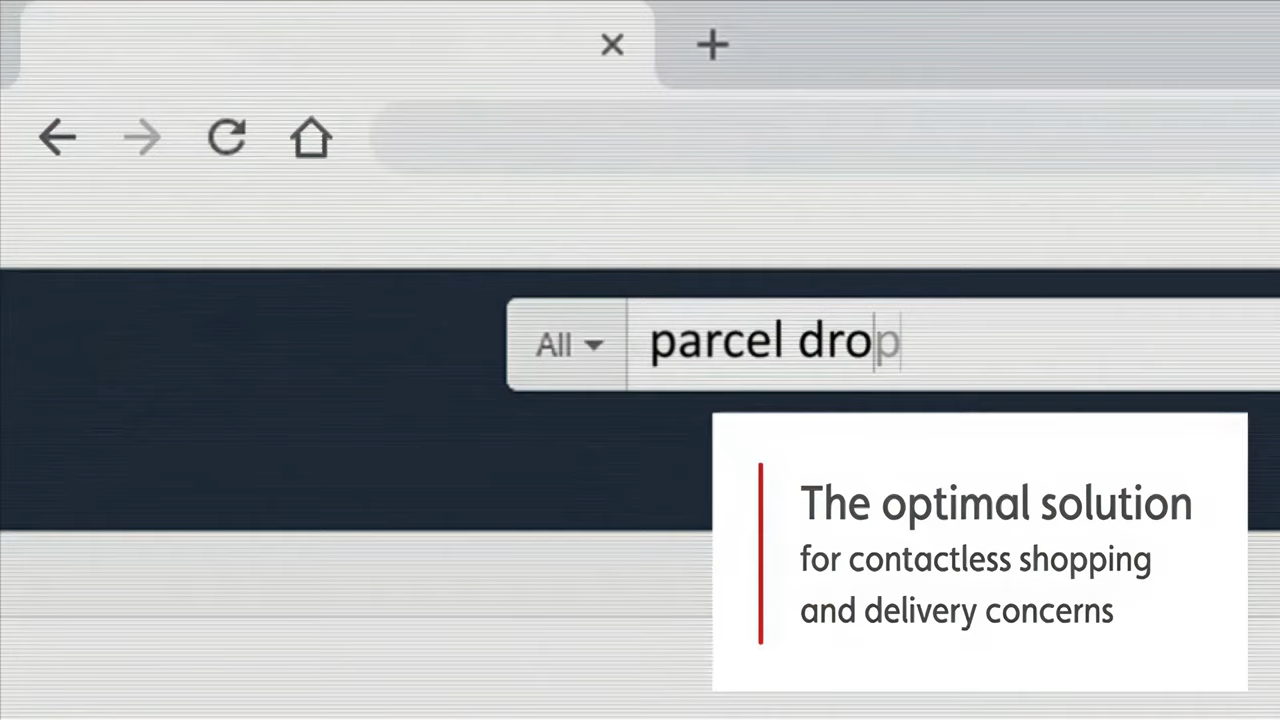 All
parcel drop
The optimal solution
for contactless shopping
and delivery concerns